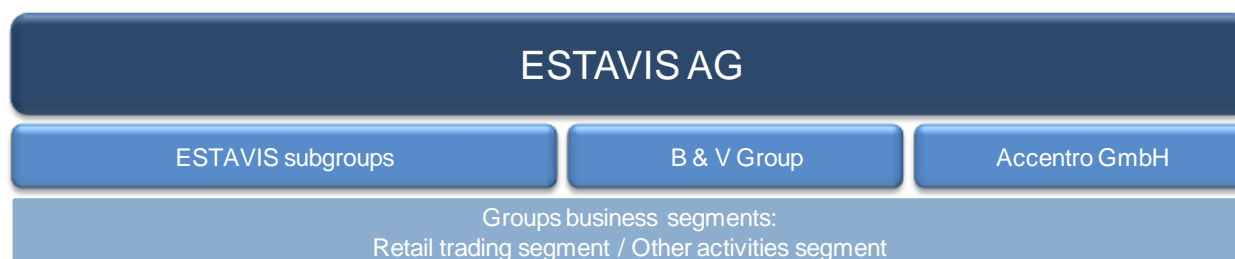 ESTAVIS AG
ESTAVIS subgroups
B & V Group
Accentro GmbH
Groups business segments:
Retail trading segment / Other activities segment